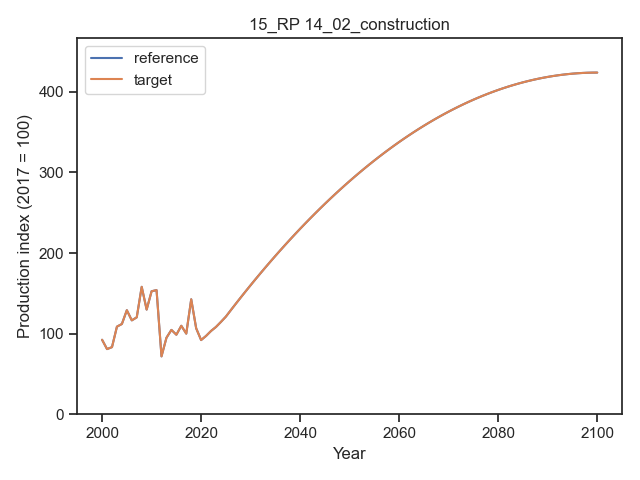 15_RP 14_02_construction
reference
target
Production index (2017 = 100)
400
300
200
100
0
2000
2020
2040
2060
2080
2100
Year